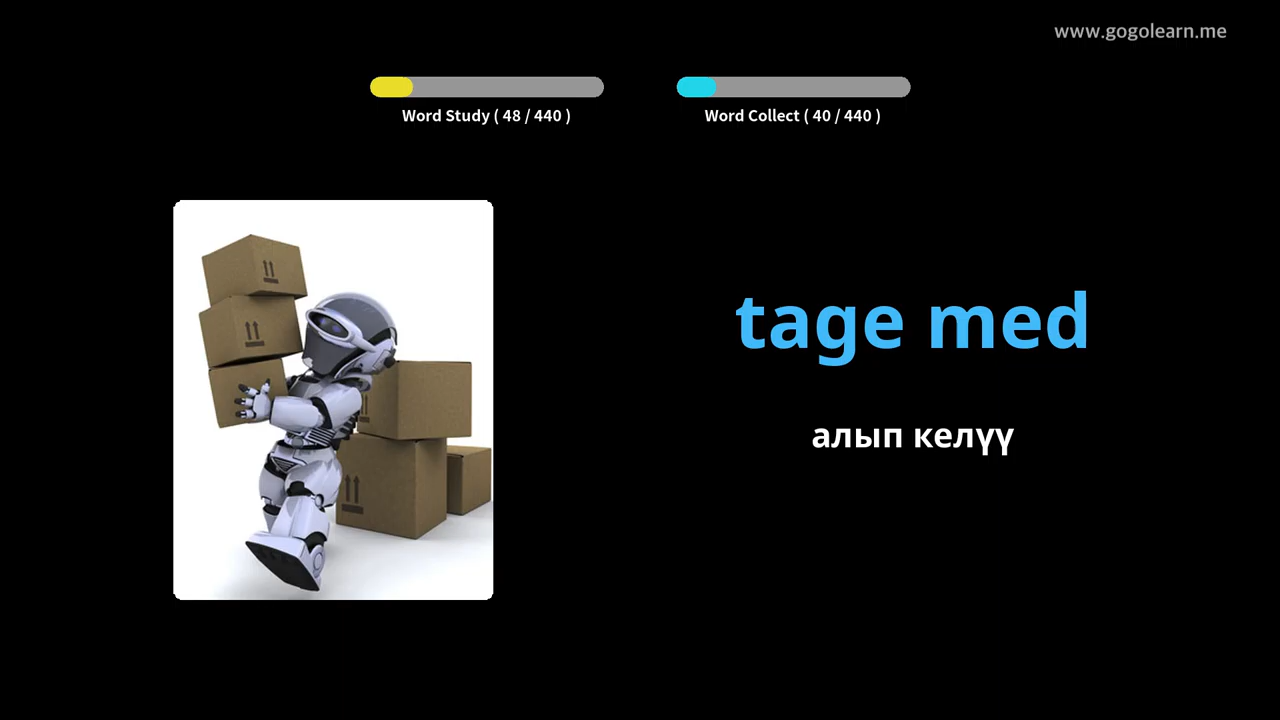 www.gogolearn.me
Word Study ( 48 / 440 )
Word Collect ( 40 / 440 )
tage med
алып келүү